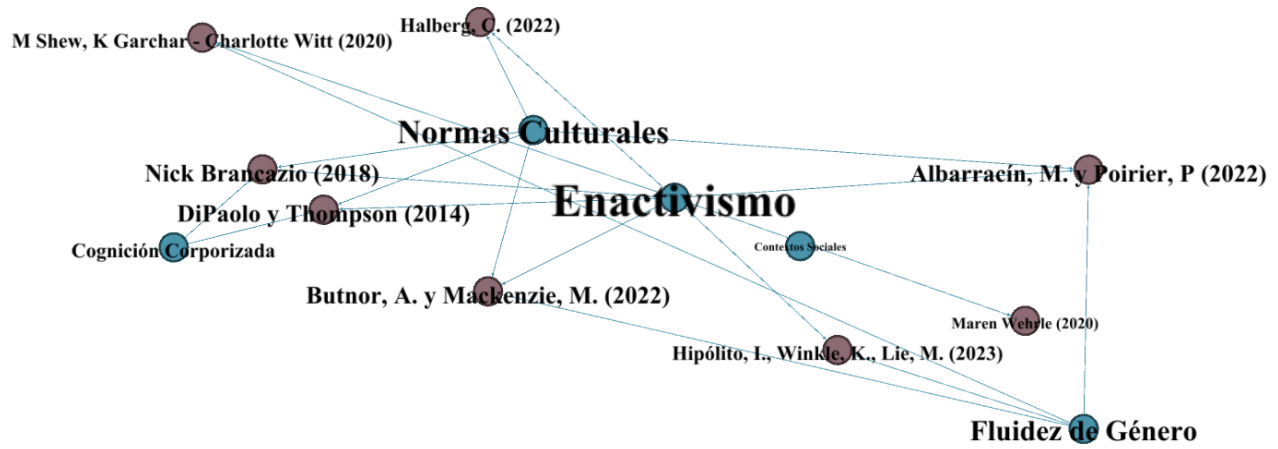 Halberg, C. (2022)
M Shew, K Garchar - Charlotte Witt (2020)
Normas Culturales
Nick Brancazio (2018)
Albarracín, M. y Poirier, P (2022)
Enactivismo
DiPaolo y Thompson (2014)
Cognición Corporizada
Contextos Sociales
Butnor, A. y Mackenzie, M. (2022)
Maren Wehrle (2020)
Hipólito, I., Winkle, K., Lie, M. (2023)
Fluidez de Género